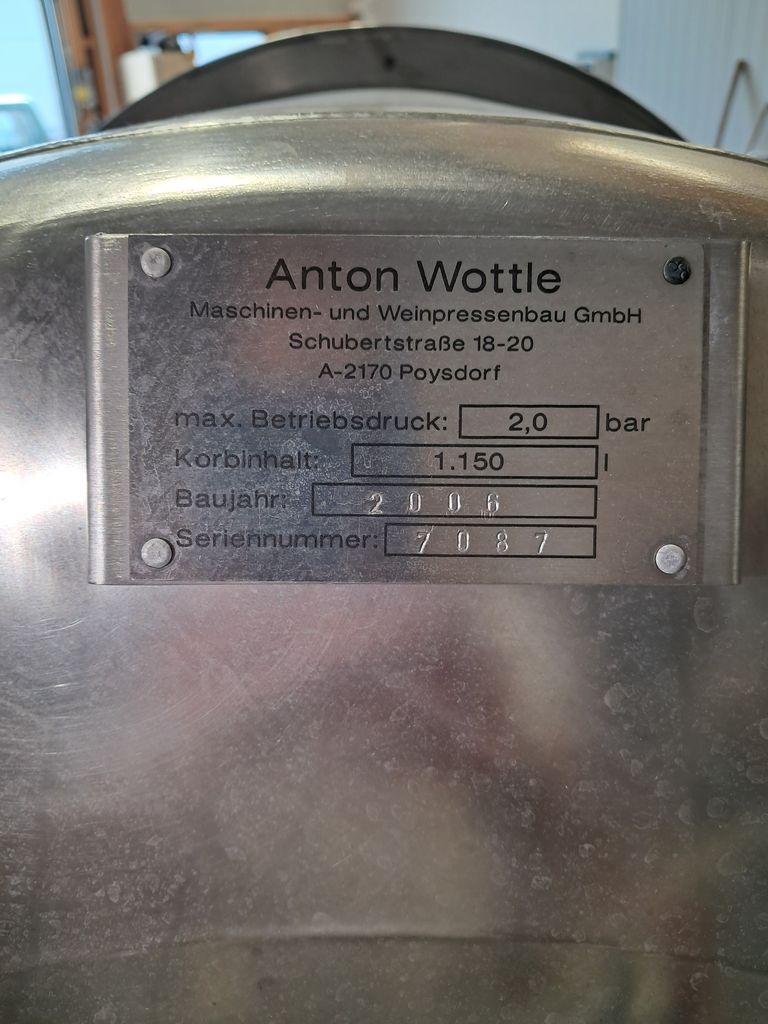 Anton Wottle
Maschinen- und Weinpressenbau GmbH
Schubertstraße 18-20
A-2170 Poysdorf
max. Betriebsdruck: 2,0 bar
Korbinhalt: 1.150 l
Baujahr: 2006
Seriennummer: 7087